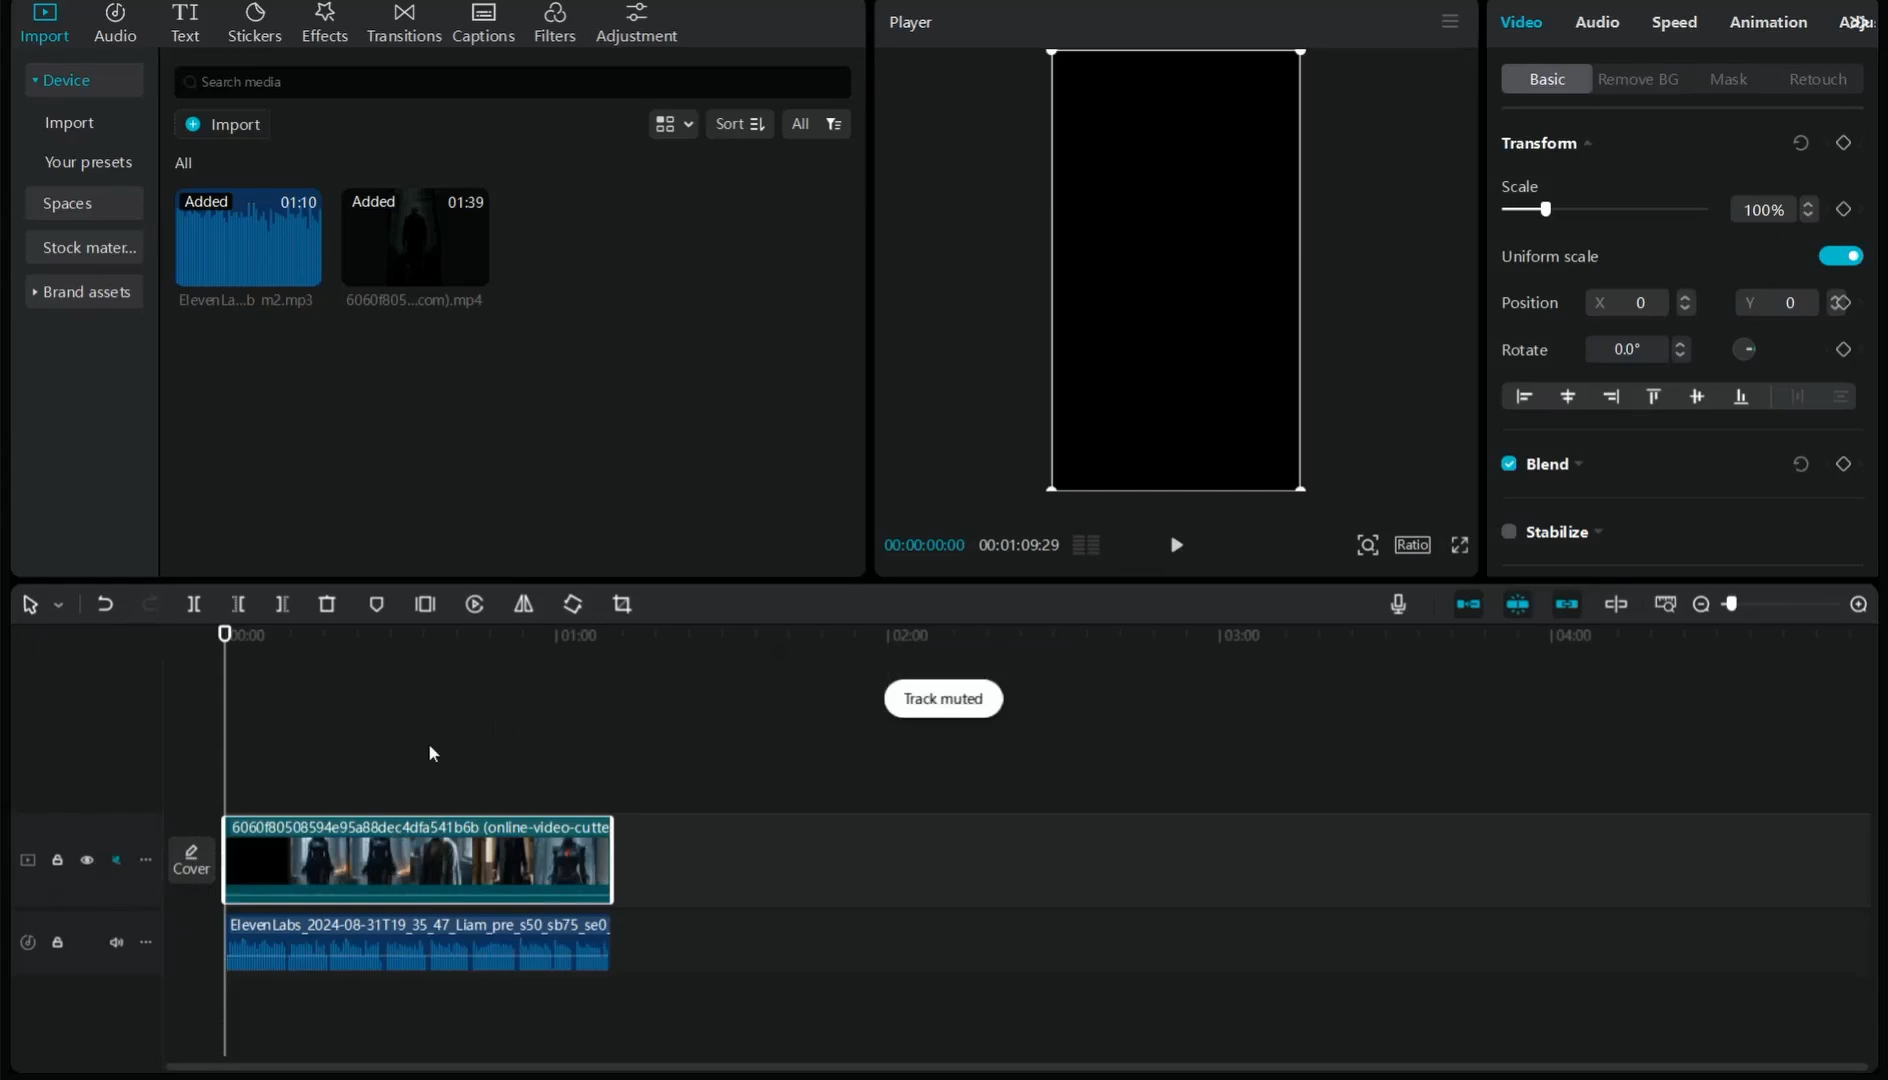 Import
Audio
Text
Stickers
Effects
Transitions
Captions
Filters
Adjustment
Device
Import
Your presets
Spaces
Stock mater...
Brand assets
Search media
Import
Sort
All
All
Added 01:10
ElevenLa...b m2.mp3
Added 01:39
6060f805...com).mp4
Player
00:00:00:00 00:01:09:29
Ratio
Video
Audio
Speed
Animation
Basic
Remove BG
Mask
Retouch
Transform
Scale
100%
Uniform scale
Position X 0 Y 0
Rotate 0.0°
Blend
Stabilize
00:00
01:00
02:00
03:00
04:00
Track muted
Cover
6060f80508594e95a88dec4dfa541b6b (online-video-cutte
ElevenLabs_2024-08-31T19_35_47_Liam_pre_s50_sb75_se0_